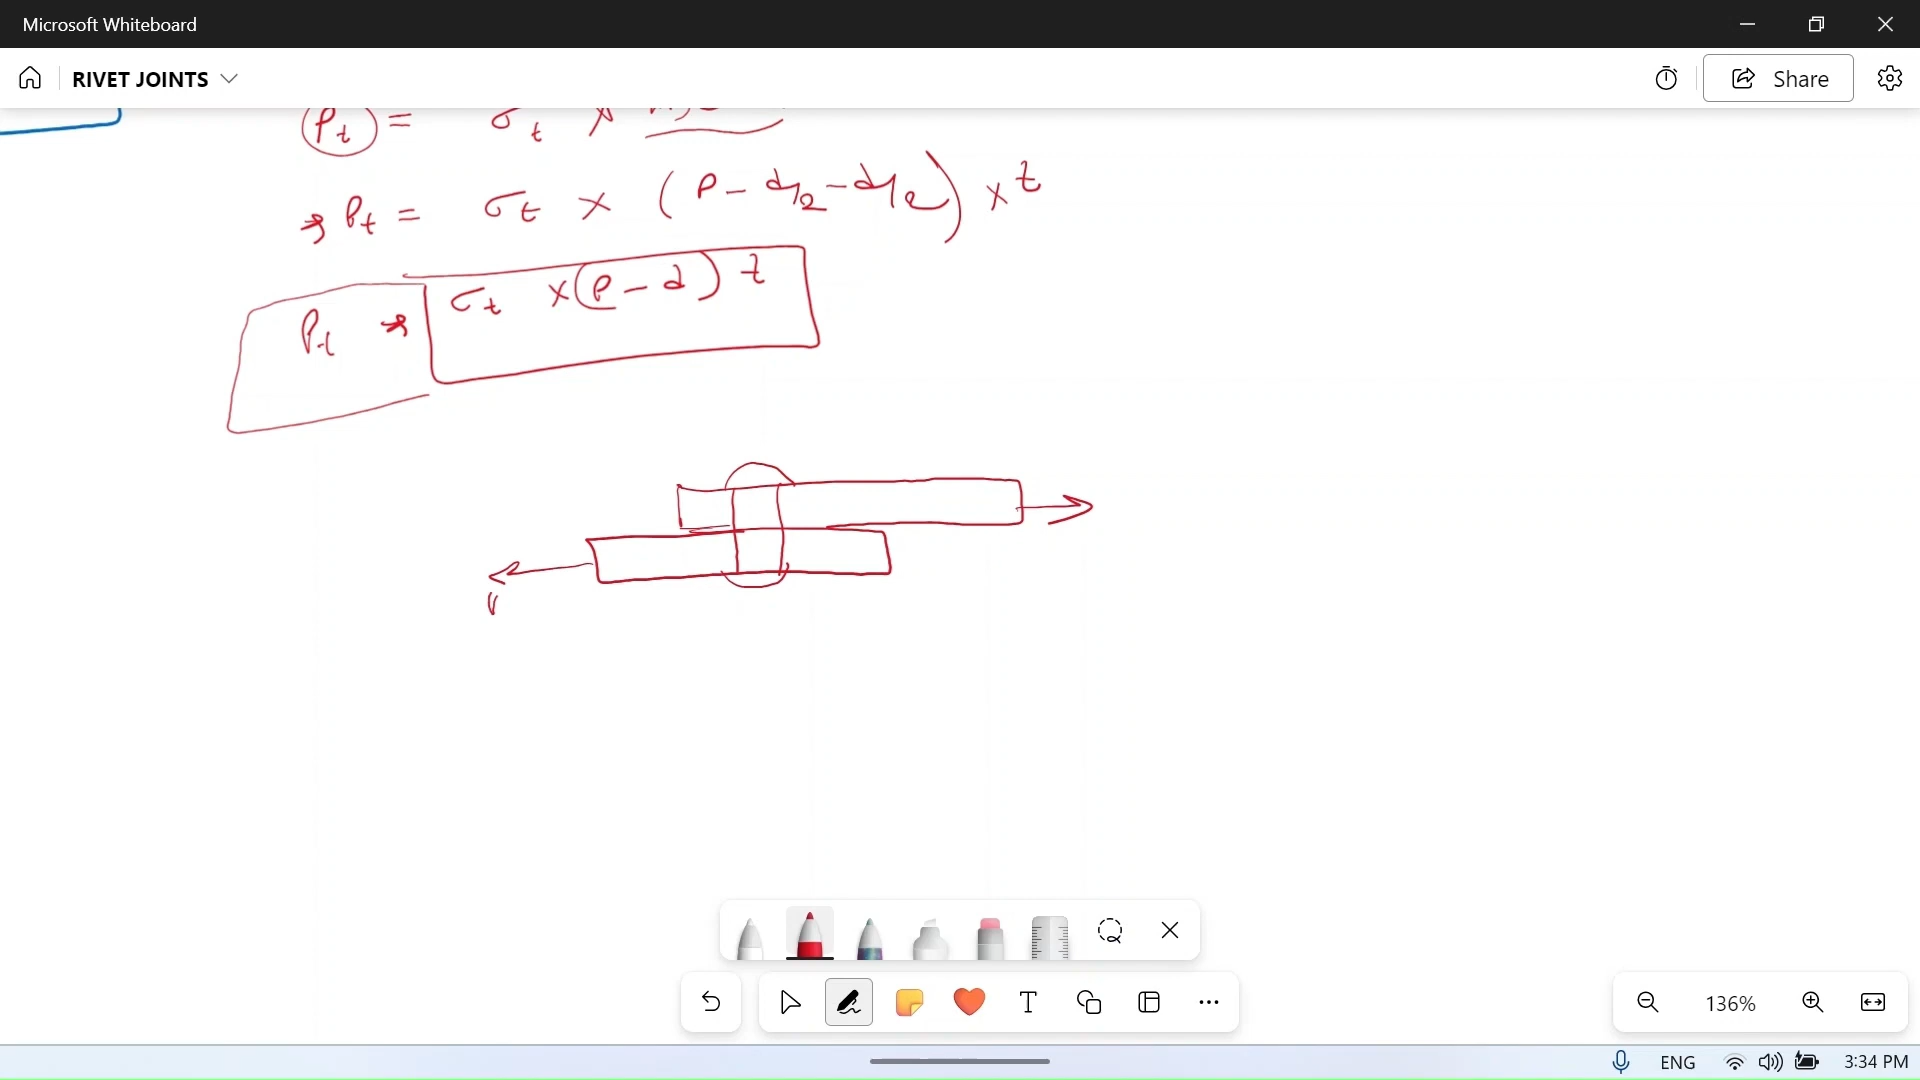 Microsoft Whiteboard
RIVET JOINTS
Share
(Pt) = σt ×
⇒ Pt = σt × (P - d/2 - d/2) × t
Pt ⇒ σt × (P - d) t
T
136%
ENG
3:34 PM